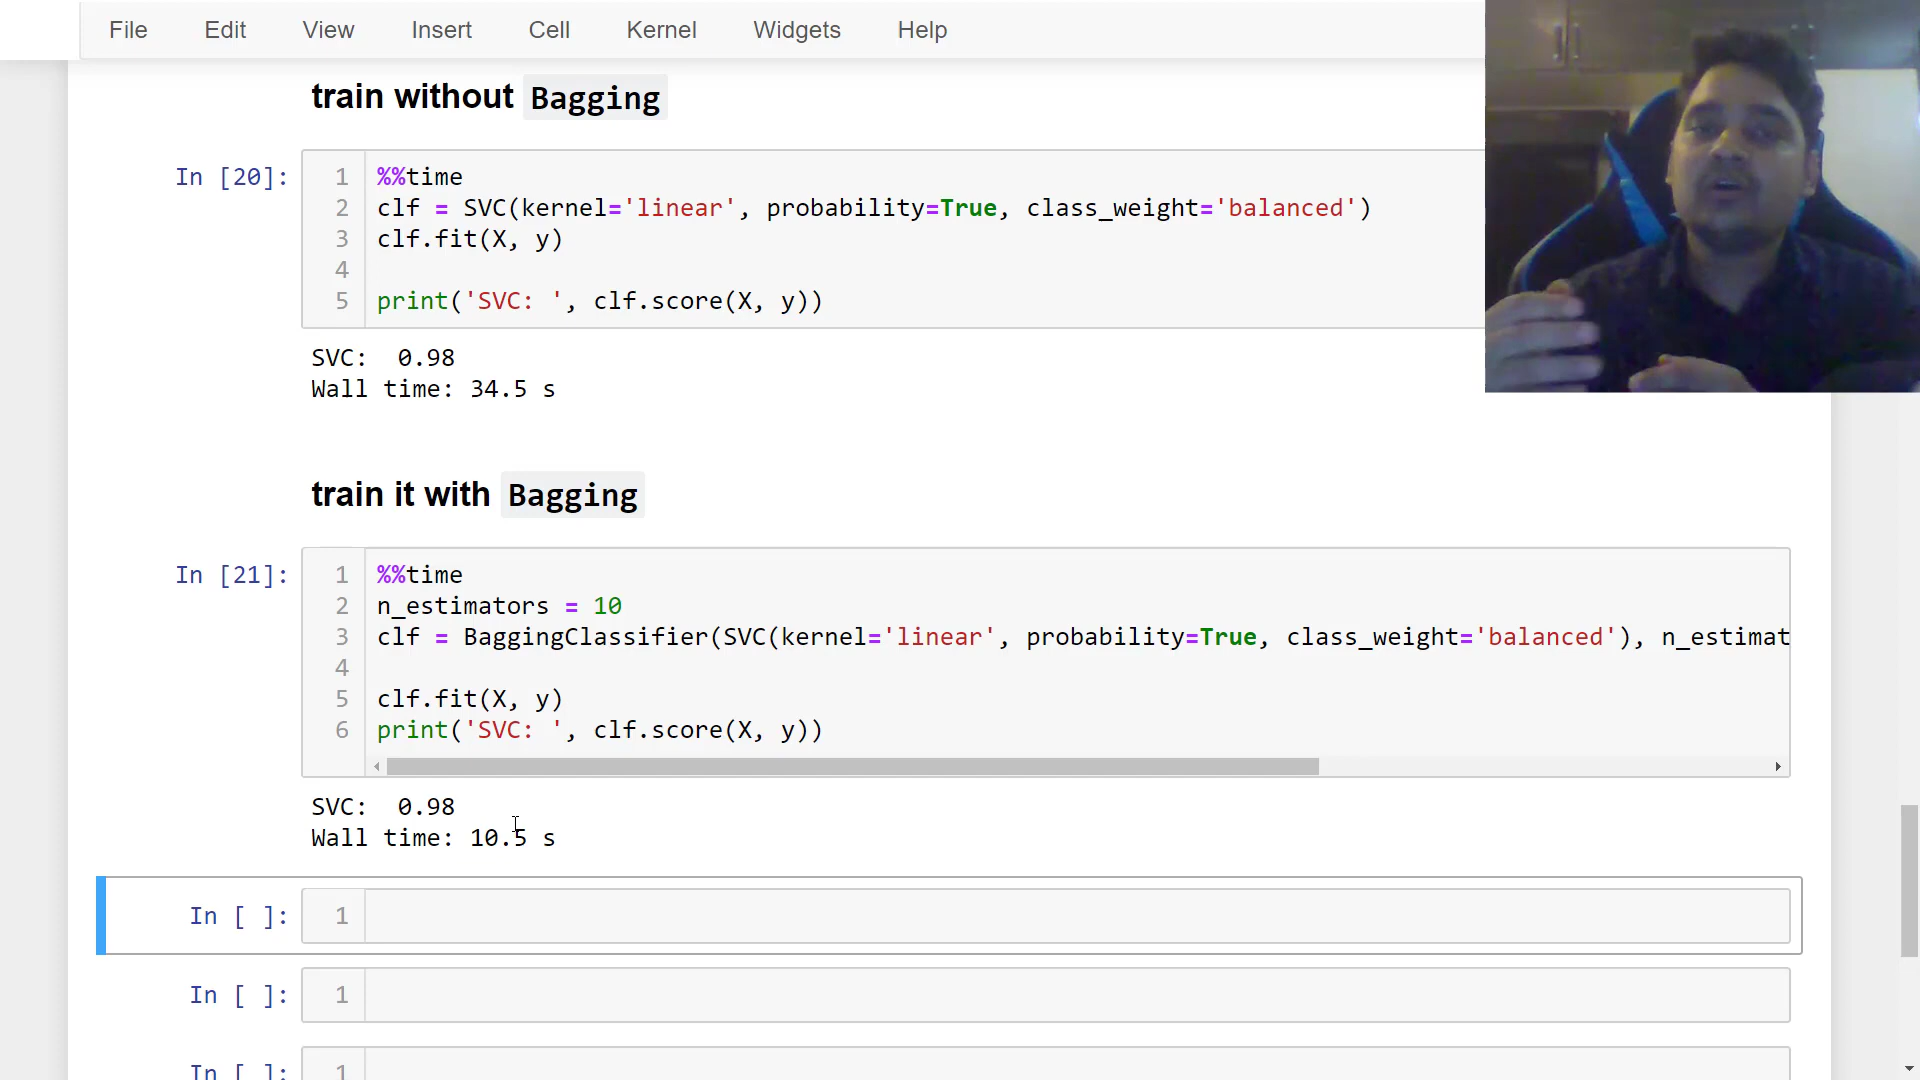 File Edit View Insert Cell Kernel Widgets Help
train without Bagging
In [20]:
1 %%time
2 clf = SVC(kernel='linear', probability=True, class_weight='balanced')
3 clf.fit(X, y)
4
5 print('SVC: ', clf.score(X, y))
SVC:  0.98
Wall time: 34.5 s
train it with Bagging
In [21]:
1 %%time
2 n_estimators = 10
3 clf = BaggingClassifier(SVC(kernel='linear', probability=True, class_weight='balanced'), n_estimat
4
5 clf.fit(X, y)
6 print('SVC: ', clf.score(X, y))
SVC:  0.98
Wall time: 10.5 s
In [ ]: 1
In [ ]: 1
In [ ]: 1